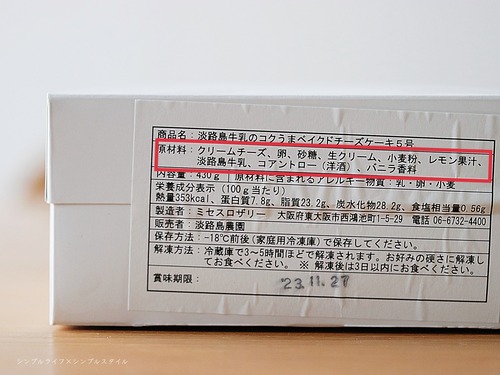 商品名：淡路島牛乳のコクうまベイクドチーズケーキ5号
原材料：クリームチーズ、卵、砂糖、生クリーム、小麦粉、レモン果汁、
淡路島牛乳、コアントロー（洋酒）、バニラ香料
内容量：430g 原材料に含まれるアレルギー物質：乳・卵・小麦
栄養成分表示（100g当たり）
熱量353kcal、蛋白質7.8g、脂質23.2g、炭水化物28.2g、食塩相当量0.56g
製造者：ミセスロザリー 大阪府東大阪市西鴻池町1-5-29 電話 06-6732-4400
販売者：淡路島農園
保存方法：-18℃前後（家庭用冷凍庫）で保存してください。
解凍方法：冷蔵庫で3～5時間ほどで解凍されます。お好みの硬さに解凍し
てお食べください。 ※ 解凍後は3日以内にお食べください。
賞味期限：
'23.11.27
シンプルライフ×シンプルスタイル